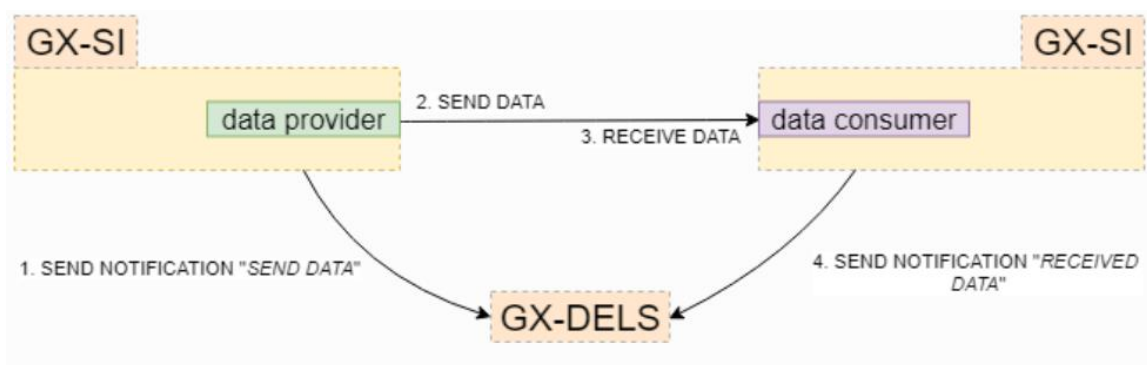 GX-SI
GX-SI
data provider
2. SEND DATA
3. RECEIVE DATA
data consumer
1. SEND NOTIFICATION "SEND DATA"
4. SEND NOTIFICATION "RECEIVED
DATA"
GX-DELS